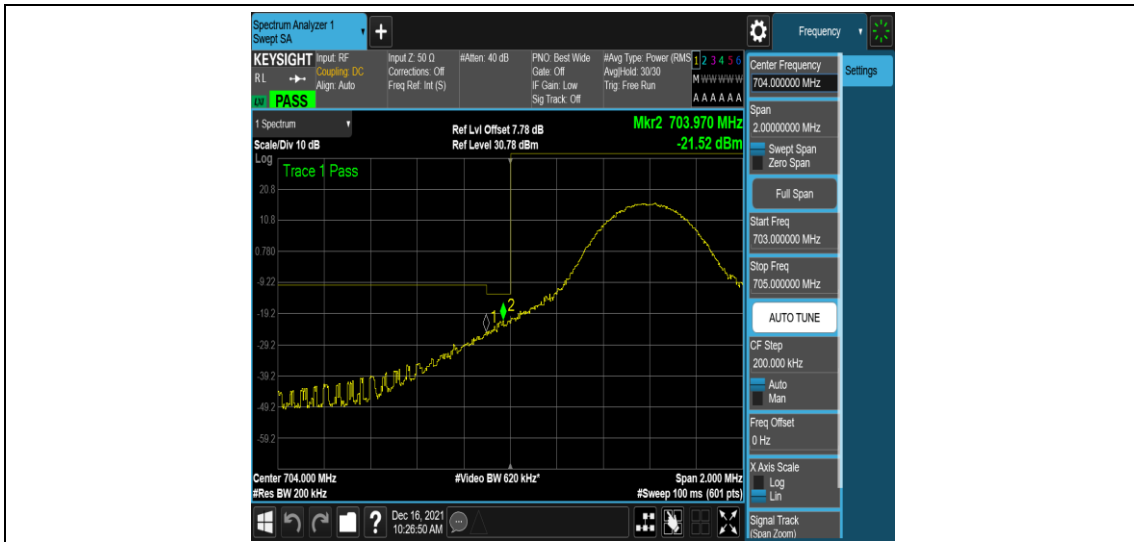 Spectrum Analyzer 1
Swept SA
+
Frequency
KEYSIGHT
RL
PASS
Input: RF
Coupling: DC
Align: Auto
Input Z: 50 Ω
Corrections: Off
Freq Ref: Int (S)
#Atten: 40 dB
PNO: Best Wide
Gate: Off
IF Gain: Low
Sig Track: Off
#Avg Type: Power (RMS
Avg|Hold: 30/30
Trig: Free Run
1 2 3 4 5 6
M W W W W W
A A A A A A
1 Spectrum
Scale/Div 10 dB
Ref Lvl Offset 7.78 dB
Ref Level 30.78 dBm
Mkr2 703.970 MHz
-21.52 dBm
Log
Trace 1 Pass
20.8
10.8
0.780
-9.22
-19.2
-29.2
-39.2
-49.2
-59.2
1
2
Center 704.000 MHz
#Res BW 200 kHz
#Video BW 620 kHz*
Span 2.000 MHz
#Sweep 100 ms (601 pts)
Center Frequency
704.000000 MHz
Settings
Span
2.00000000 MHz
Swept Span
Zero Span
Full Span
Start Freq
703.000000 MHz
Stop Freq
705.000000 MHz
AUTO TUNE
CF Step
200.000 kHz
Auto
Man
Freq Offset
0 Hz
X Axis Scale
Log
Lin
Signal Track
(Span Zoom)
?
Dec 16, 2021
10:26:50 AM